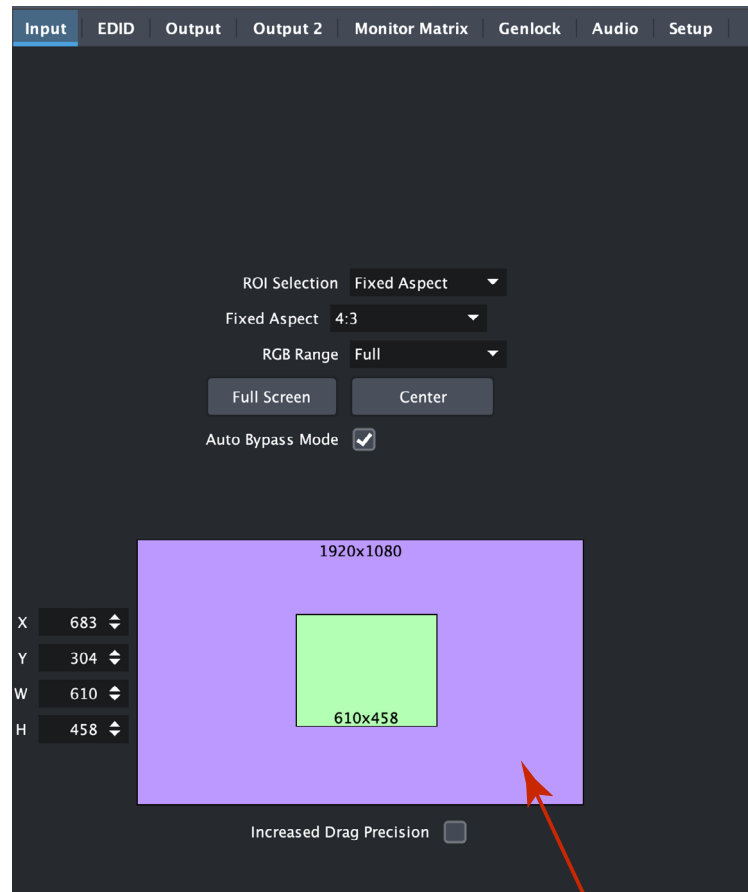 Input EDID Output Output 2 Monitor Matrix Genlock Audio Setup
ROI Selection Fixed Aspect
Fixed Aspect 4:3
RGB Range Full
Full Screen Center
Auto Bypass Mode
1920x1080
X 683
Y 304
W 610
H 458
610x458
Increased Drag Precision